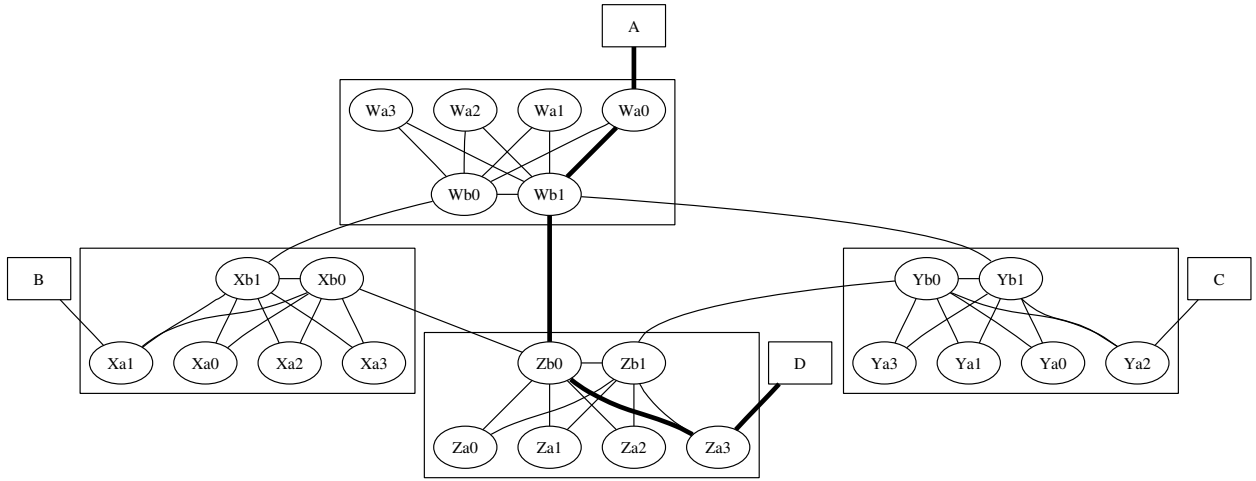 A
Wa3 Wa2 Wa1 Wa0
Wb0 Wb1
B Xb1 Xb0 Yb0 Yb1 C
Xa1 Xa0 Xa2 Xa3 Zb0 Zb1 D Ya3 Ya1 Ya0 Ya2
Za0 Za1 Za2 Za3